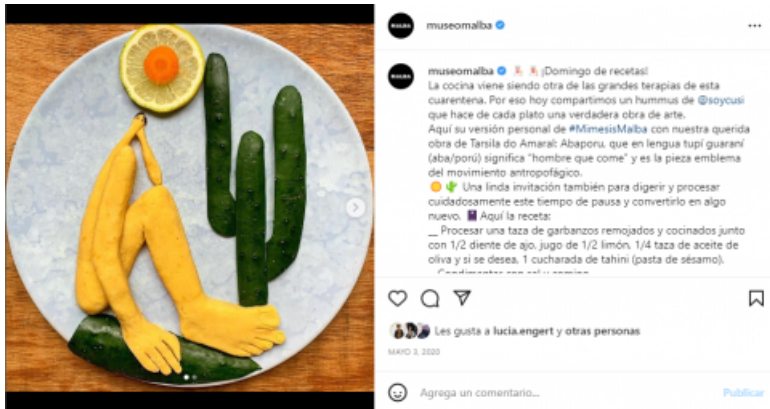 MALBA
museomalba
MALBA
museomalba ¡Domingo de recetas!
La cocina viene siendo otra de las grandes terapias de esta
cuarentena. Por eso hoy compartimos un hummus de @soycusi
que hace de cada plato una verdadera obra de arte.
Aquí su versión personal de #MimesisMalba con nuestra querida
obra de Tarsila do Amaral: Abaporu, que en lengua tupí guaraní
(aba/porú) significa "hombre que come" y es la pieza emblema
del movimiento antropofágico.
Una linda invitación también para digerir y procesar
cuidadosamente este tiempo de pausa y convertirlo en algo
nuevo. Aquí la receta:
__ Procesar una taza de garbanzos remojados y cocinados junto
con 1/2 diente de ajo, jugo de 1/2 limón, 1/4 taza de aceite de
oliva y si se desea, 1 cucharada de tahini (pasta de sésamo).
_ Condimentar con sal y comino
Les gusta a lucia.engert y otras personas
MAYO 3, 2020
Agrega un comentario...
Publicar